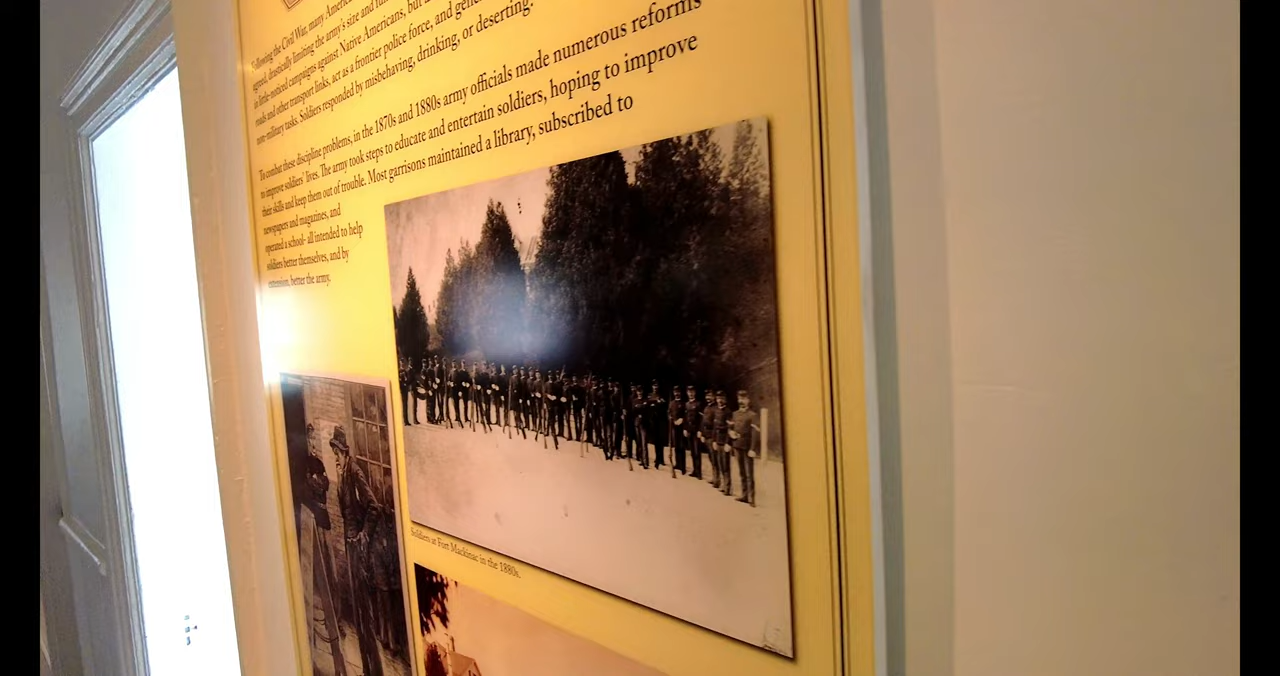 Following the Civil War, many America
agreed, drastically limiting the army's size and fun
in little-noticed campaigns against Native Americans, but
roads and other transport links, act as a frontier police force, and gene
non-military tasks. Soldiers responded by misbehaving, drinking, or deserting.
To combat these discipline problems, in the 1870s and 1880s army officials made numerous reforms
to improve soldiers' lives. The army took steps to educate and entertain soldiers, hoping to improve
their skills and keep them out of trouble. Most garrisons maintained a library, subscribed to
newspapers and magazines, and
operated a school- all intended to help
soldiers better themselves, and by
extension, better the army.
Soldiers at Fort Mackinac in the 1880s.